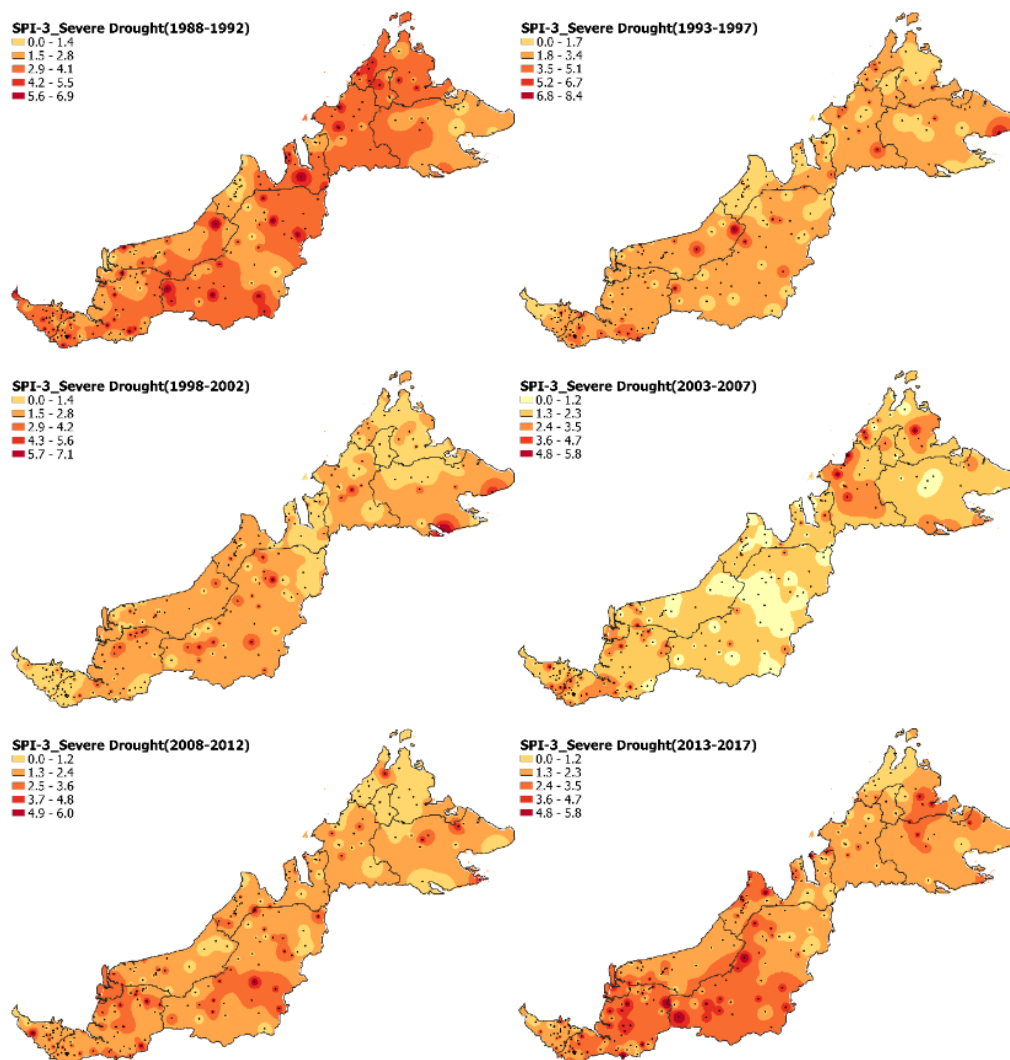 SPI-3_Severe Drought(1988-1992)
0.0 - 1.4
1.5 - 2.8
2.9 - 4.1
4.2 - 5.5
5.6 - 6.9
SPI-3_Severe Drought(1993-1997)
0.0 - 1.7
1.8 - 3.4
3.5 - 5.1
5.2 - 6.7
6.8 - 8.4
SPI-3_Severe Drought(1998-2002)
0.0 - 1.4
1.5 - 2.8
2.9 - 4.2
4.3 - 5.6
5.7 - 7.1
SPI-3_Severe Drought(2003-2007)
0.0 - 1.2
1.3 - 2.3
2.4 - 3.5
3.6 - 4.7
4.8 - 5.8
SPI-3_Severe Drought(2008-2012)
0.0 - 1.2
1.3 - 2.4
2.5 - 3.6
3.7 - 4.8
4.9 - 6.0
SPI-3_Severe Drought(2013-2017)
0.0 - 1.2
1.3 - 2.3
2.4 - 3.5
3.6 - 4.7
4.8 - 5.8